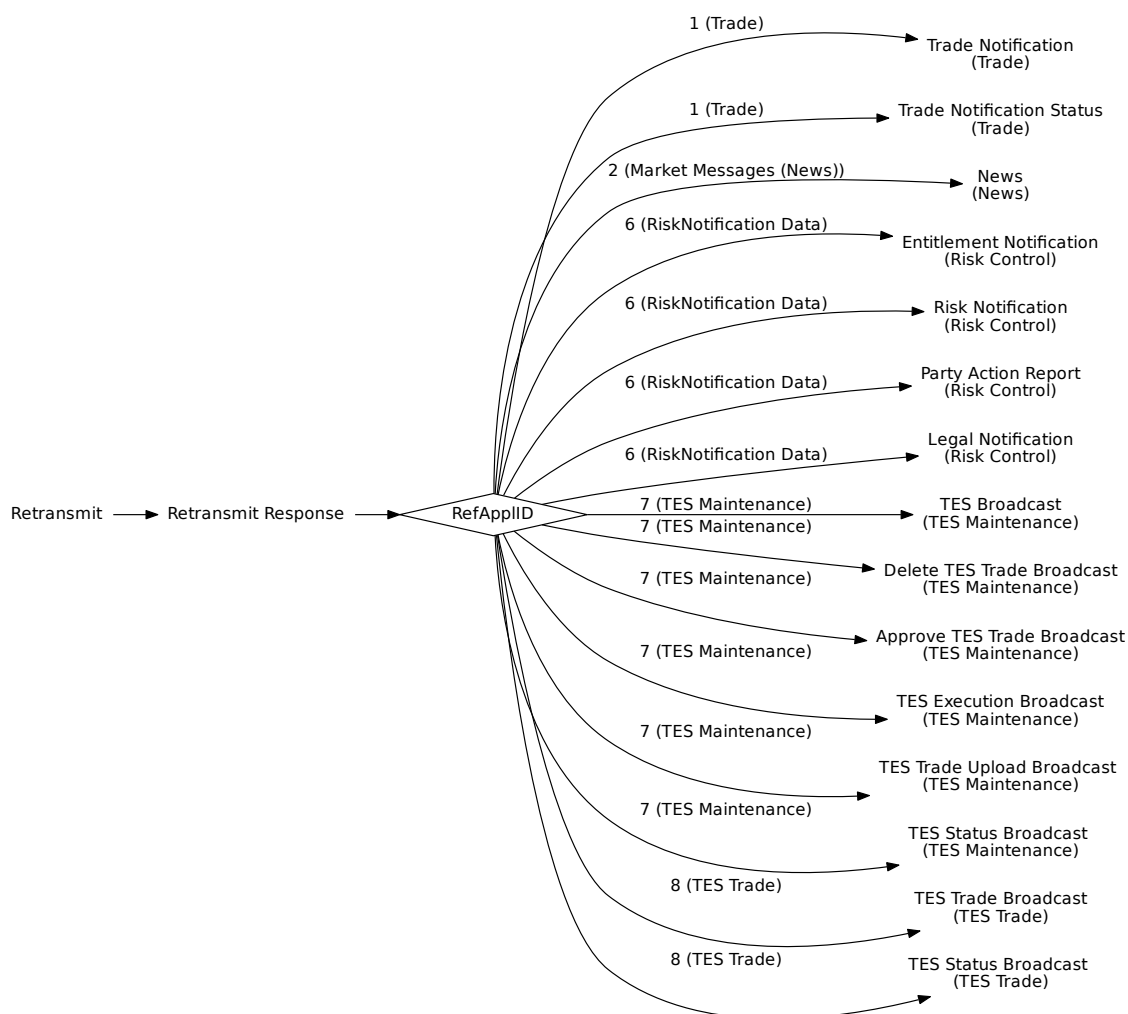 1 (Trade)
Trade Notification
(Trade)
1 (Trade)
Trade Notification Status
(Trade)
2 (Market Messages (News))
News
(News)
6 (RiskNotification Data)
Entitlement Notification
(Risk Control)
6 (RiskNotification Data)
Risk Notification
(Risk Control)
6 (RiskNotification Data)
Party Action Report
(Risk Control)
6 (RiskNotification Data)
Legal Notification
(Risk Control)
Retransmit
Retransmit Response
RefApplID
7 (TES Maintenance)
TES Broadcast
(TES Maintenance)
7 (TES Maintenance)
Delete TES Trade Broadcast
(TES Maintenance)
7 (TES Maintenance)
Approve TES Trade Broadcast
(TES Maintenance)
7 (TES Maintenance)
TES Execution Broadcast
(TES Maintenance)
7 (TES Maintenance)
TES Trade Upload Broadcast
(TES Maintenance)
7 (TES Maintenance)
TES Status Broadcast
(TES Maintenance)
8 (TES Trade)
TES Trade Broadcast
(TES Trade)
8 (TES Trade)
TES Status Broadcast
(TES Trade)